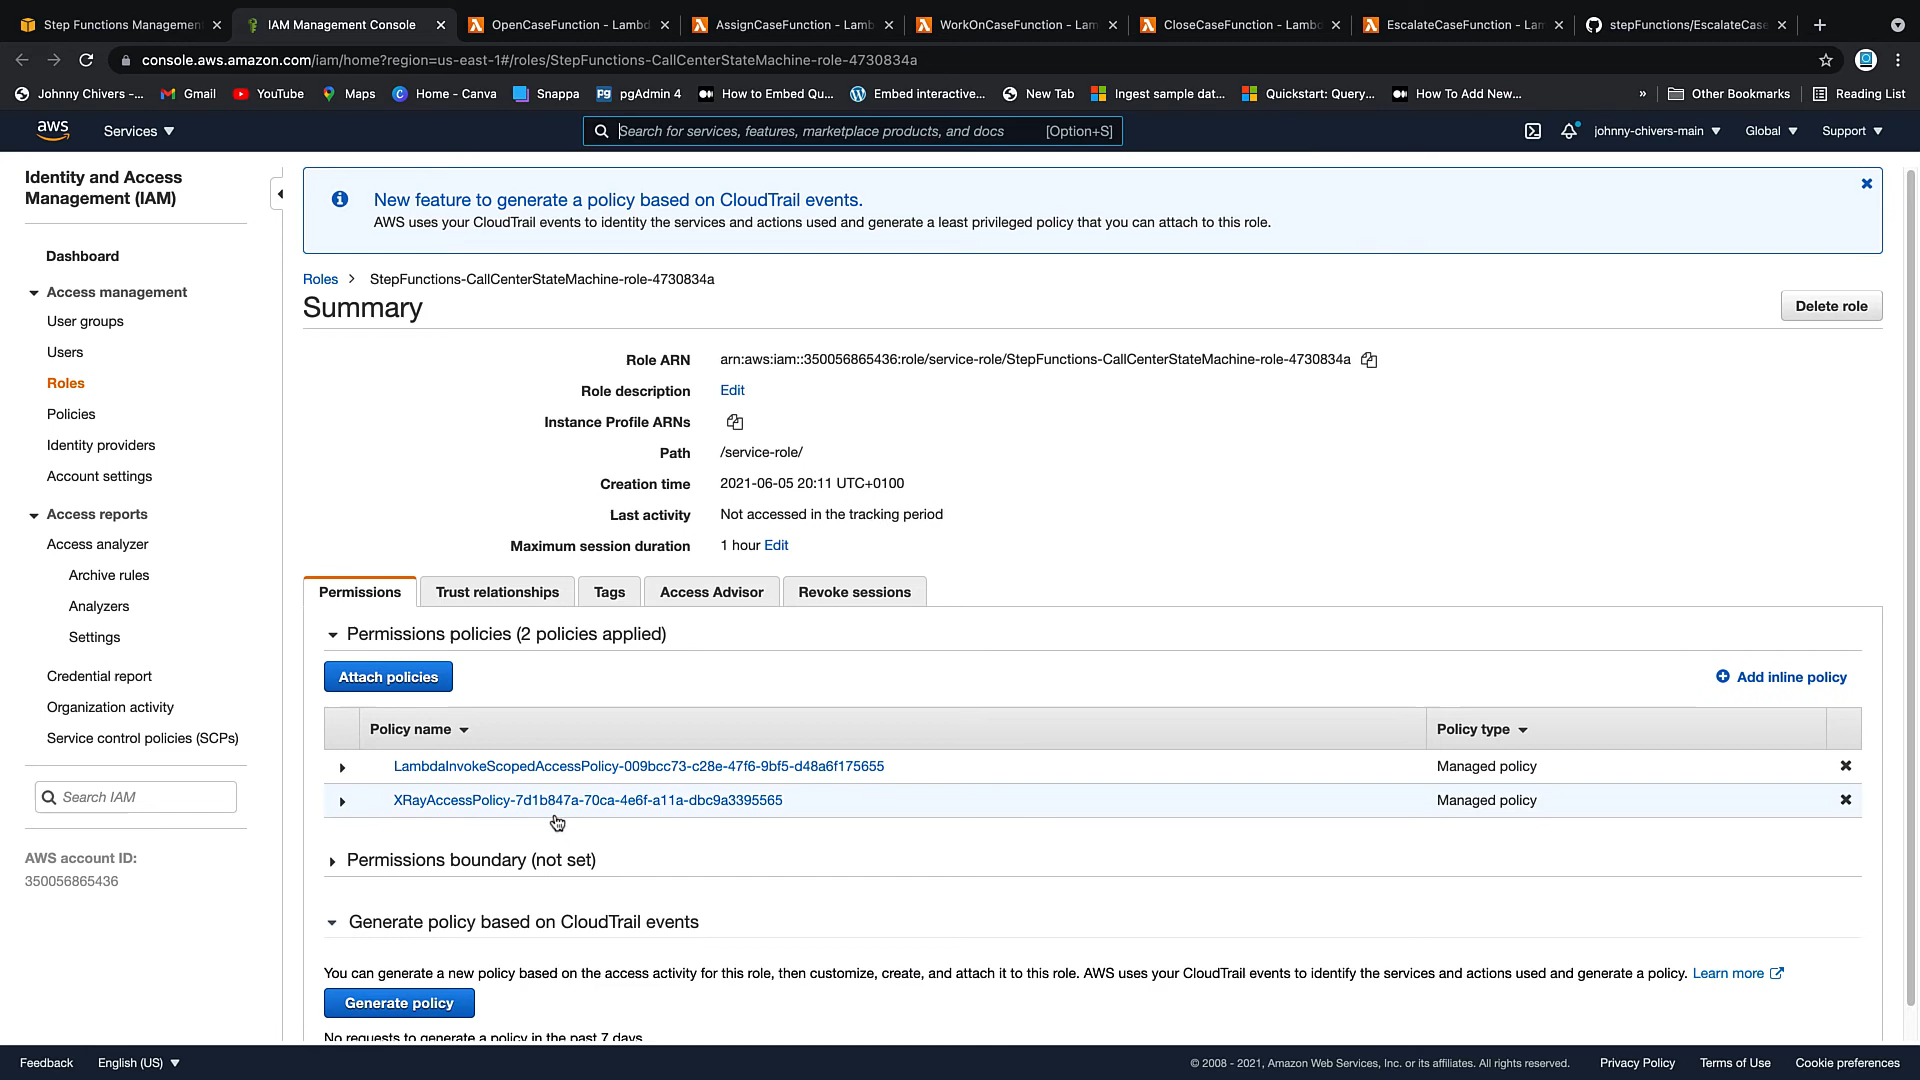 Step Functions Management
IAM Management Console
OpenCaseFunction - Lambd
AssignCaseFunction - Lamb
WorkOnCaseFunction - Lam
CloseCaseFunction - Lambd
EscalateCaseFunction - Lam
stepFunctions/EscalateCase
console.aws.amazon.com/iam/home?region=us-east-1#/roles/StepFunctions-CallCenterStateMachine-role-4730834a
Johnny Chivers –...
Gmail
YouTube
Maps
Home - Canva
Snappa
pgAdmin 4
How to Embed Qu...
Embed interactive...
New Tab
Ingest sample dat...
Quickstart: Query...
How To Add New...
»
Other Bookmarks
Reading List
aws
Services
Search for services, features, marketplace products, and docs [Option+S]
johnny-chivers-main
Global
Support
Identity and Access
Management (IAM)
Dashboard
Access management
User groups
Users
Roles
Policies
Identity providers
Account settings
Access reports
Access analyzer
Archive rules
Analyzers
Settings
Credential report
Organization activity
Service control policies (SCPs)
Search IAM
AWS account ID:
350056865436
New feature to generate a policy based on CloudTrail events.
AWS uses your CloudTrail events to identify the services and actions used and generate a least privileged policy that you can attach to this role.
Roles > StepFunctions-CallCenterStateMachine-role-4730834a
Summary
Delete role
Role ARN arn:aws:iam::350056865436:role/service-role/StepFunctions-CallCenterStateMachine-role-4730834a
Role description Edit
Instance Profile ARNs
Path /service-role/
Creation time 2021-06-05 20:11 UTC+0100
Last activity Not accessed in the tracking period
Maximum session duration 1 hour Edit
Permissions
Trust relationships
Tags
Access Advisor
Revoke sessions
Permissions policies (2 policies applied)
Attach policies
Add inline policy
Policy name
Policy type
LambdaInvokeScopedAccessPolicy-009bcc73-c28e-47f6-9bf5-d48a6f175655 Managed policy
XRayAccessPolicy-7d1b847a-70ca-4e6f-a11a-dbc9a3395565 Managed policy
Permissions boundary (not set)
Generate policy based on CloudTrail events
You can generate a new policy based on the access activity for this role, then customize, create, and attach it to this role. AWS uses your CloudTrail events to identify the services and actions used and generate a policy. Learn more
Generate policy
No requests to generate a policy in the past 7 days.
Feedback
English (US)
© 2008 - 2021, Amazon Web Services, Inc. or its affiliates. All rights reserved.
Privacy Policy
Terms of Use
Cookie preferences